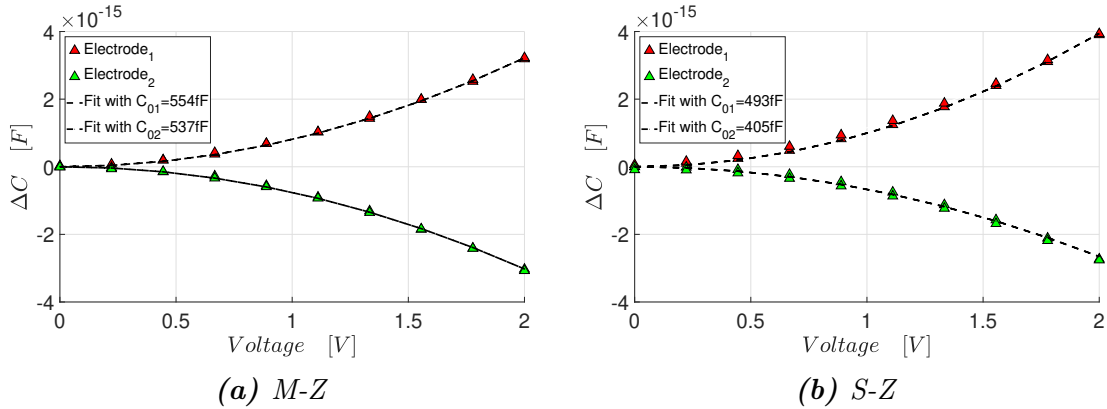 ×10-15
Electrode1
Electrode2
Fit with C01=554fF
Fit with C02=537fF
4
2
0
-2
-4
ΔC [F]
0 0.5 1 1.5 2
Voltage [V]
(a) M-Z
×10-15
Electrode1
Electrode2
Fit with C01=493fF
Fit with C02=405fF
4
2
0
-2
-4
ΔC [F]
0 0.5 1 1.5 2
Voltage [V]
(b) S-Z